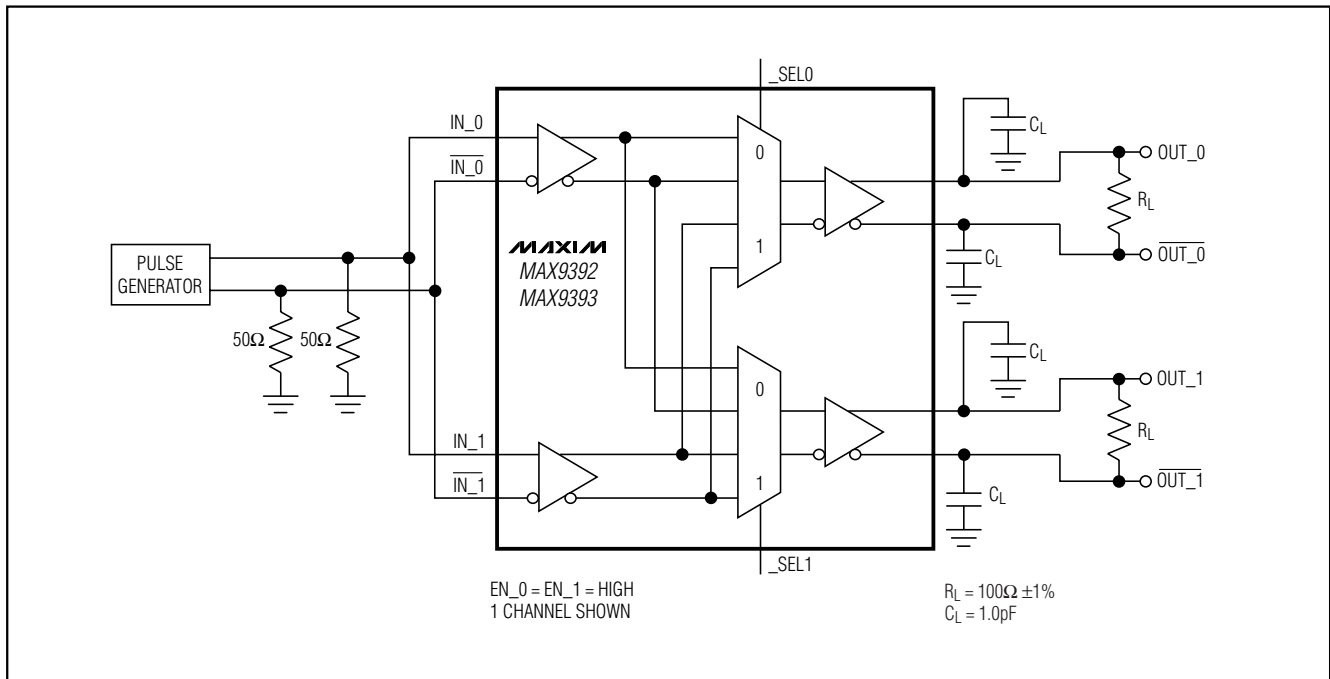 _SEL0
IN_0
C_L
0
OUT_0
IN_0
R_L
1
MAXIM
MAX9392
MAX9393
OUT_0
C_L
PULSE
GENERATOR
50Ω
50Ω
C_L
OUT_1
0
R_L
IN_1
IN_1
1
OUT_1
C_L
_SEL1
EN_0 = EN_1 = HIGH
1 CHANNEL SHOWN
R_L = 100Ω ±1%
C_L = 1.0pF